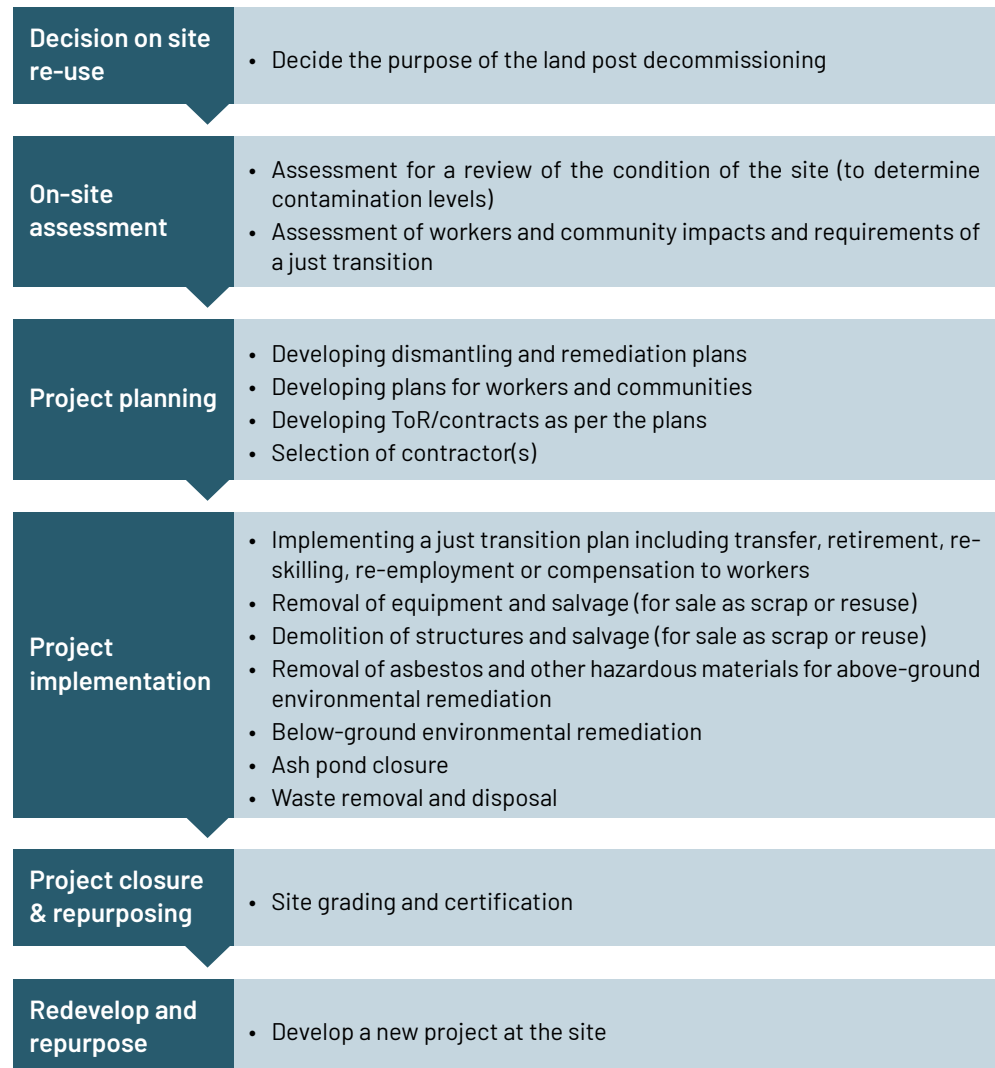 Decision on site
re-use
• Decide the purpose of the land post decommissioning
On-site
assessment
• Assessment for a review of the condition of the site (to determine
contamination levels)
• Assessment of workers and community impacts and requirements of
a just transition
Project planning
• Developing dismantling and remediation plans
• Developing plans for workers and communities
• Developing ToR/contracts as per the plans
• Selection of contractor(s)
Project
implementation
• Implementing a just transition plan including transfer, retirement, re-
skilling, re-employment or compensation to workers
• Removal of equipment and salvage (for sale as scrap or resuse)
• Demolition of structures and salvage (for sale as scrap or reuse)
• Removal of asbestos and other hazardous materials for above-ground
environmental remediation
• Below-ground environmental remediation
• Ash pond closure
• Waste removal and disposal
Project closure
& repurposing
• Site grading and certification
Redevelop and
repurpose
• Develop a new project at the site